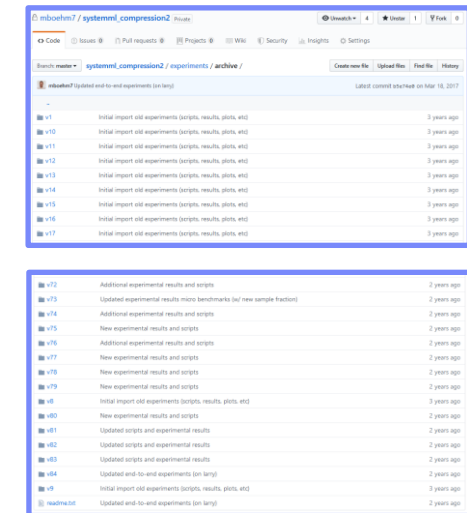 mboehm7 / systemml_compression2 Private Unwatch 4 Unstar 1 Fork 0
Code Issues 0 Pull requests 0 Projects 0 Wiki Security Insights Settings
Branch: master systemml_compression2 / experiments / archive / Create new file Upload files Find file History
mboehm7 Updated end-to-end experiments (on larry) Latest commit on Mar 16, 2017
..
v1 Initial import old experiments (scripts, results, plots, etc) 3 years ago
v10 Initial import old experiments (scripts, results, plots, etc) 3 years ago
v11 Initial import old experiments (scripts, results, plots, etc) 3 years ago
v12 Initial import old experiments (scripts, results, plots, etc) 3 years ago
v13 Initial import old experiments (scripts, results, plots, etc) 3 years ago
v14 Initial import old experiments (scripts, results, plots, etc) 3 years ago
v15 Initial import old experiments (scripts, results, plots, etc) 3 years ago
v16 Initial import old experiments (scripts, results, plots, etc) 3 years ago
v17 Initial import old experiments (scripts, results, plots, etc) 3 years ago
v72 Additional experimental results and scripts 2 years ago
v73 Updated experimental results micro benchmarks (w/ new sample fraction) 2 years ago
v74 Additional experimental results and scripts 2 years ago
v75 New experimental results and scripts 2 years ago
v76 Additional experimental results and scripts 2 years ago
v77 New experimental results and scripts 2 years ago
v78 New experimental results and scripts 2 years ago
v79 New experimental results and scripts 2 years ago
v8 Initial import old experiments (scripts, results, plots, etc) 3 years ago
v80 New experimental results and scripts 2 years ago
v81 Updated scripts and experimental results 2 years ago
v82 Updated scripts and experimental results 2 years ago
v83 Updated scripts and experimental results 2 years ago
v84 Updated end-to-end experiments (on larry) 2 years ago
v9 Initial import old experiments (scripts, results, plots, etc) 3 years ago
readme.txt Updated end-to-end experiments (on larry) 2 years ago